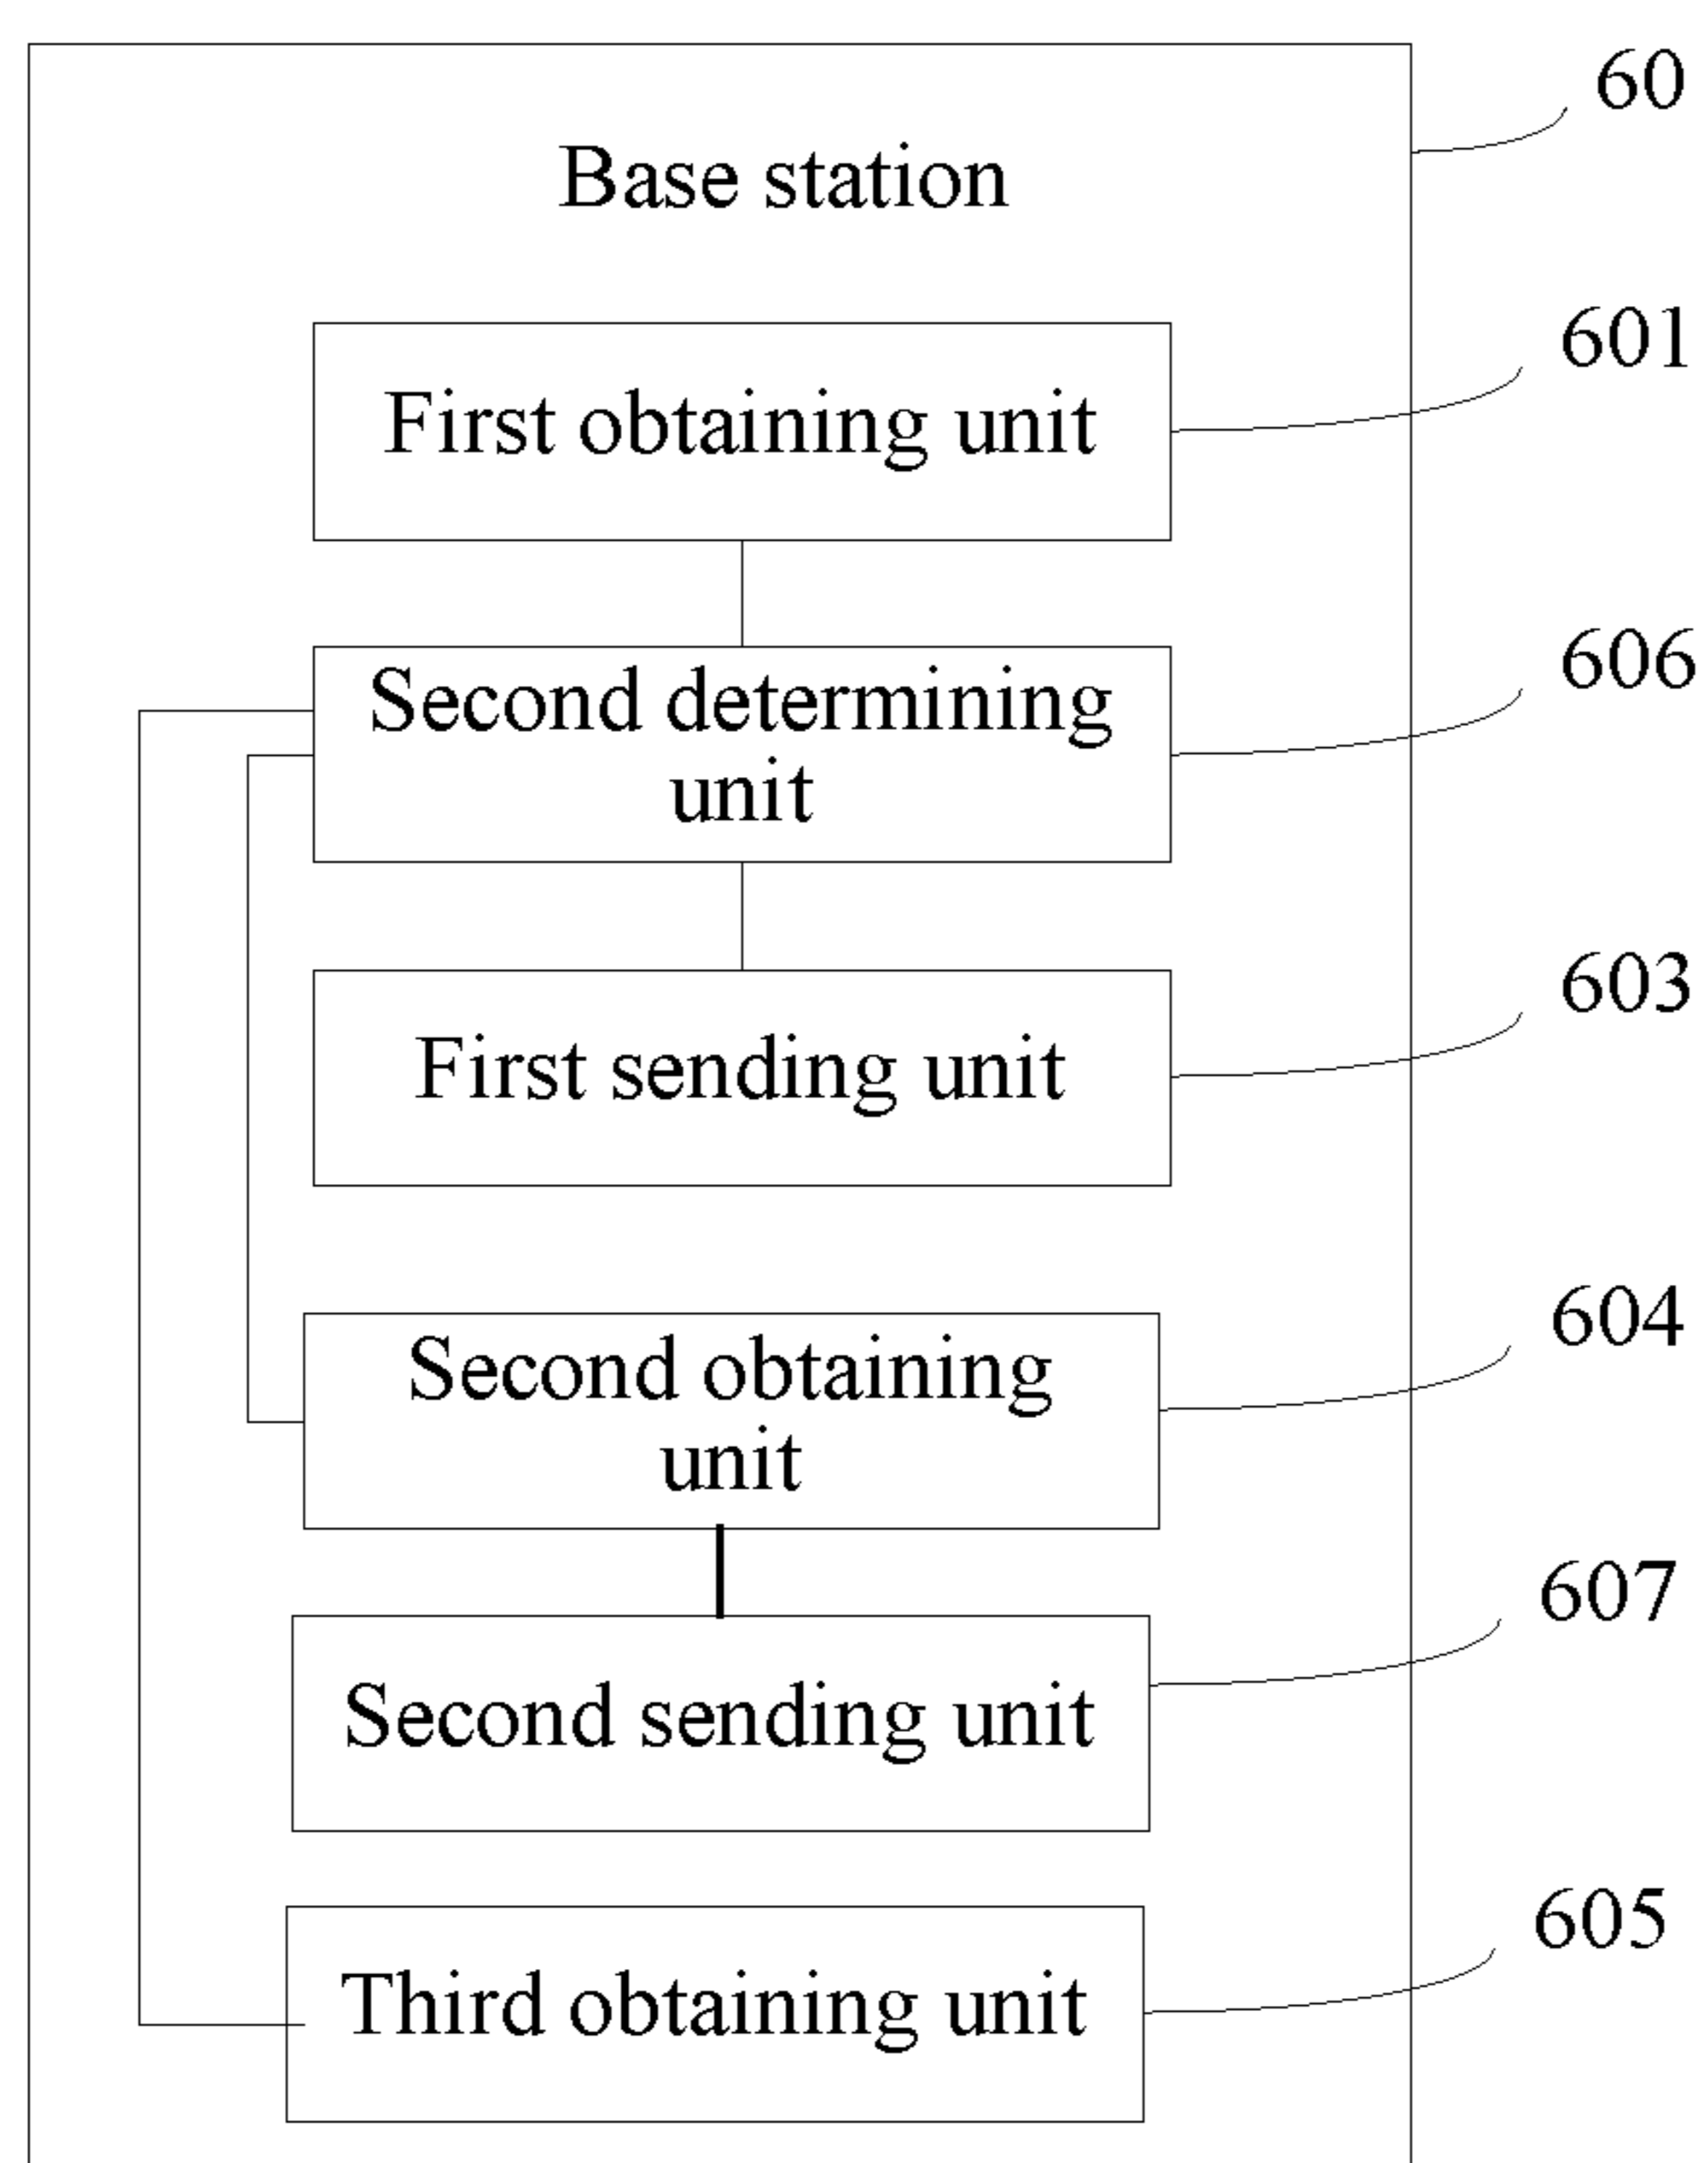 60
Base station
601
First obtaining unit
606
Second determining
unit
603
First sending unit
604
Second obtaining
unit
607
Second sending unit
605
Third obtaining unit